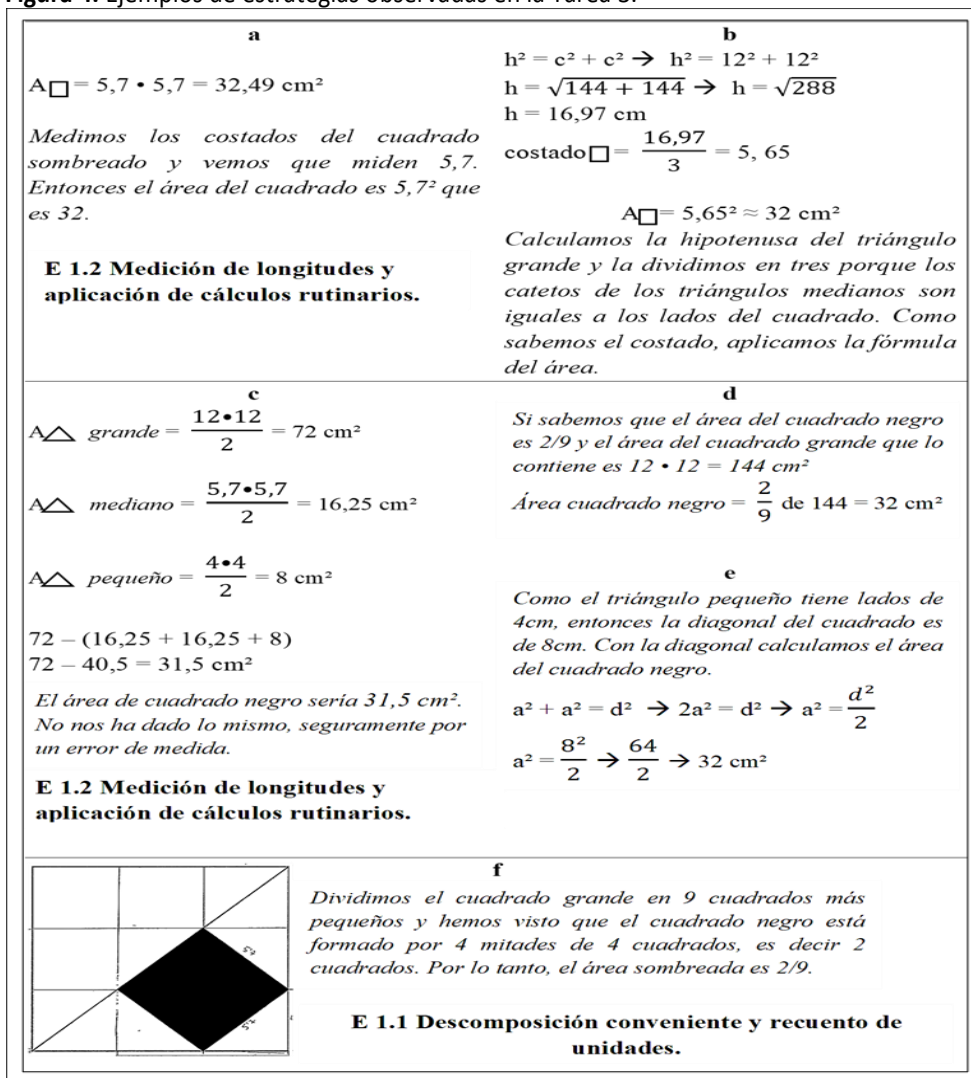 Figura 4. Ejemplos de estrategias observadas en la Tarea 3.
a
A□ = 5,7 • 5,7 = 32,49 cm²
Medimos los costados del cuadrado
sombreado y vemos que miden 5,7.
Entonces el área del cuadrado es 5,7² que
es 32.
E 1.2 Medición de longitudes y
aplicación de cálculos rutinarios.
b
h² = c² + c² → h² = 12² + 12²
h = √144 + 144 → h = √288
h = 16,97 cm
costado□ = 16,97/3 = 5, 65
A□ = 5,65² ≈ 32 cm²
Calculamos la hipotenusa del triángulo
grande y la dividimos en tres porque los
catetos de los triángulos medianos son
iguales a los lados del cuadrado. Como
sabemos el costado, aplicamos la fórmula
del área.
c
A△ grande = 12•12/2 = 72 cm²
A△ mediano = 5,7•5,7/2 = 16,25 cm²
A△ pequeño = 4•4/2 = 8 cm²
72 – (16,25 + 16,25 + 8)
72 – 40,5 = 31,5 cm²
El área de cuadrado negro sería 31,5 cm².
No nos ha dado lo mismo, seguramente por
un error de medida.
E 1.2 Medición de longitudes y
aplicación de cálculos rutinarios.
d
Si sabemos que el área del cuadrado negro
es 2/9 y el área del cuadrado grande que lo
contiene es 12 • 12 = 144 cm²
Área cuadrado negro = 2/9 de 144 = 32 cm²
e
Como el triángulo pequeño tiene lados de
4cm, entonces la diagonal del cuadrado es
de 8cm. Con la diagonal calculamos el área
del cuadrado negro.
a² + a² = d² → 2a² = d² → a² = d²/2
a² = 8²/2 → 64/2 → 32 cm²
f
5'7
5'7
Dividimos el cuadrado grande en 9 cuadrados más
pequeños y hemos visto que el cuadrado negro está
formado por 4 mitades de 4 cuadrados, es decir 2
cuadrados. Por lo tanto, el área sombreada es 2/9.
E 1.1 Descomposición conveniente y recuento de
unidades.